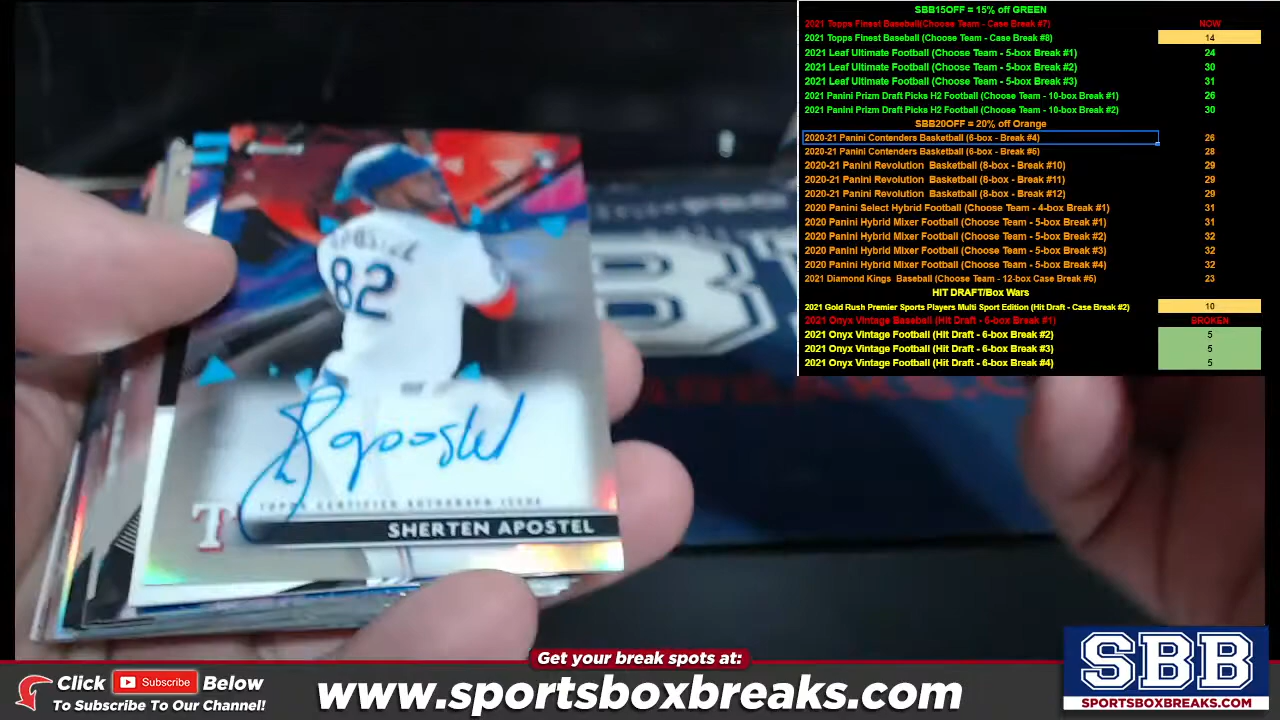 SBB15OFF = 15% off GREEN
2021 Topps Finest Baseball(Choose Team - Case Break #7) NOW
2021 Topps Finest Baseball (Choose Team - Case Break #8) 14
2021 Leaf Ultimate Football (Choose Team - 5-box Break #1) 24
2021 Leaf Ultimate Football (Choose Team - 5-box Break #2) 30
2021 Leaf Ultimate Football (Choose Team - 5-box Break #3) 31
2021 Panini Prizm Draft Picks H2 Football (Choose Team - 10-box Break #1) 26
2021 Panini Prizm Draft Picks H2 Football (Choose Team - 10-box Break #2) 30
SBB20OFF = 20% off Orange
2020-21 Panini Contenders Basketball (6-box - Break #4) 26
2020-21 Panini Contenders Basketball (6-box - Break #6) 28
2020-21 Panini Revolution Basketball (8-box - Break #10) 29
2020-21 Panini Revolution Basketball (8-box - Break #11) 29
2020-21 Panini Revolution Basketball (8-box - Break #12) 29
2020 Panini Select Hybrid Football (Choose Team - 4-box Break #1) 31
2020 Panini Hybrid Mixer Football (Choose Team - 5-box Break #1) 31
2020 Panini Hybrid Mixer Football (Choose Team - 5-box Break #2) 32
2020 Panini Hybrid Mixer Football (Choose Team - 5-box Break #3) 32
2020 Panini Hybrid Mixer Football (Choose Team - 5-box Break #4) 32
2021 Diamond Kings Baseball (Choose Team - 12-box Case Break #6) 23
HIT DRAFT/Box Wars
2021 Gold Rush Premier Sports Players Multi Sport Edition (Hit Draft - Case Break #2) 10
2021 Onyx Vintage Baseball (Hit Draft - 6-box Break #1) BROKEN
2021 Onyx Vintage Football (Hit Draft - 6-box Break #2) 5
2021 Onyx Vintage Football (Hit Draft - 6-box Break #3) 5
2021 Onyx Vintage Football (Hit Draft - 6-box Break #4) 5
82
TOPPS CERTIFIED AUTOGRAPH ISSUE
T SHERTEN APOSTEL
Get your break spots at:
Click Subscribe Below
To Subscribe To Our Channel!
www.sportsboxbreaks.com
SBB
SPORTSBOXBREAKS.COM